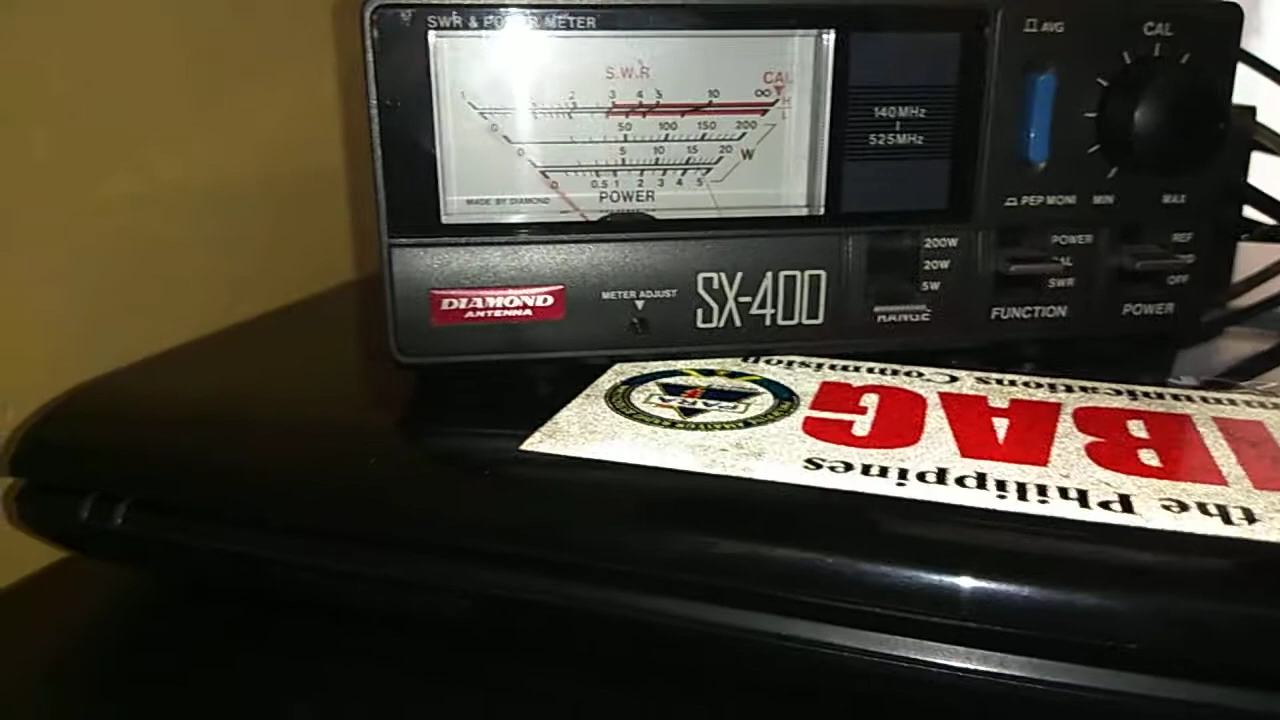 SWR & POWER METER
S.W.R
CAL
1 2 3 4 5 10 ∞
H
L
0 50 100 150 200
0 5 10 15 20
W
0 0.5 1 2 3 4 5
POWER
MADE BY DIAMOND
140MHz
525MHz
AVG
PEP MONI
CAL
MIN MAX
DIAMOND
ANTENNA
METER ADJUST
SX-400
200W
20W
5W
RANGE
POWER
SWR
FUNCTION
REF
OFF
POWER
PARA
the Philippines